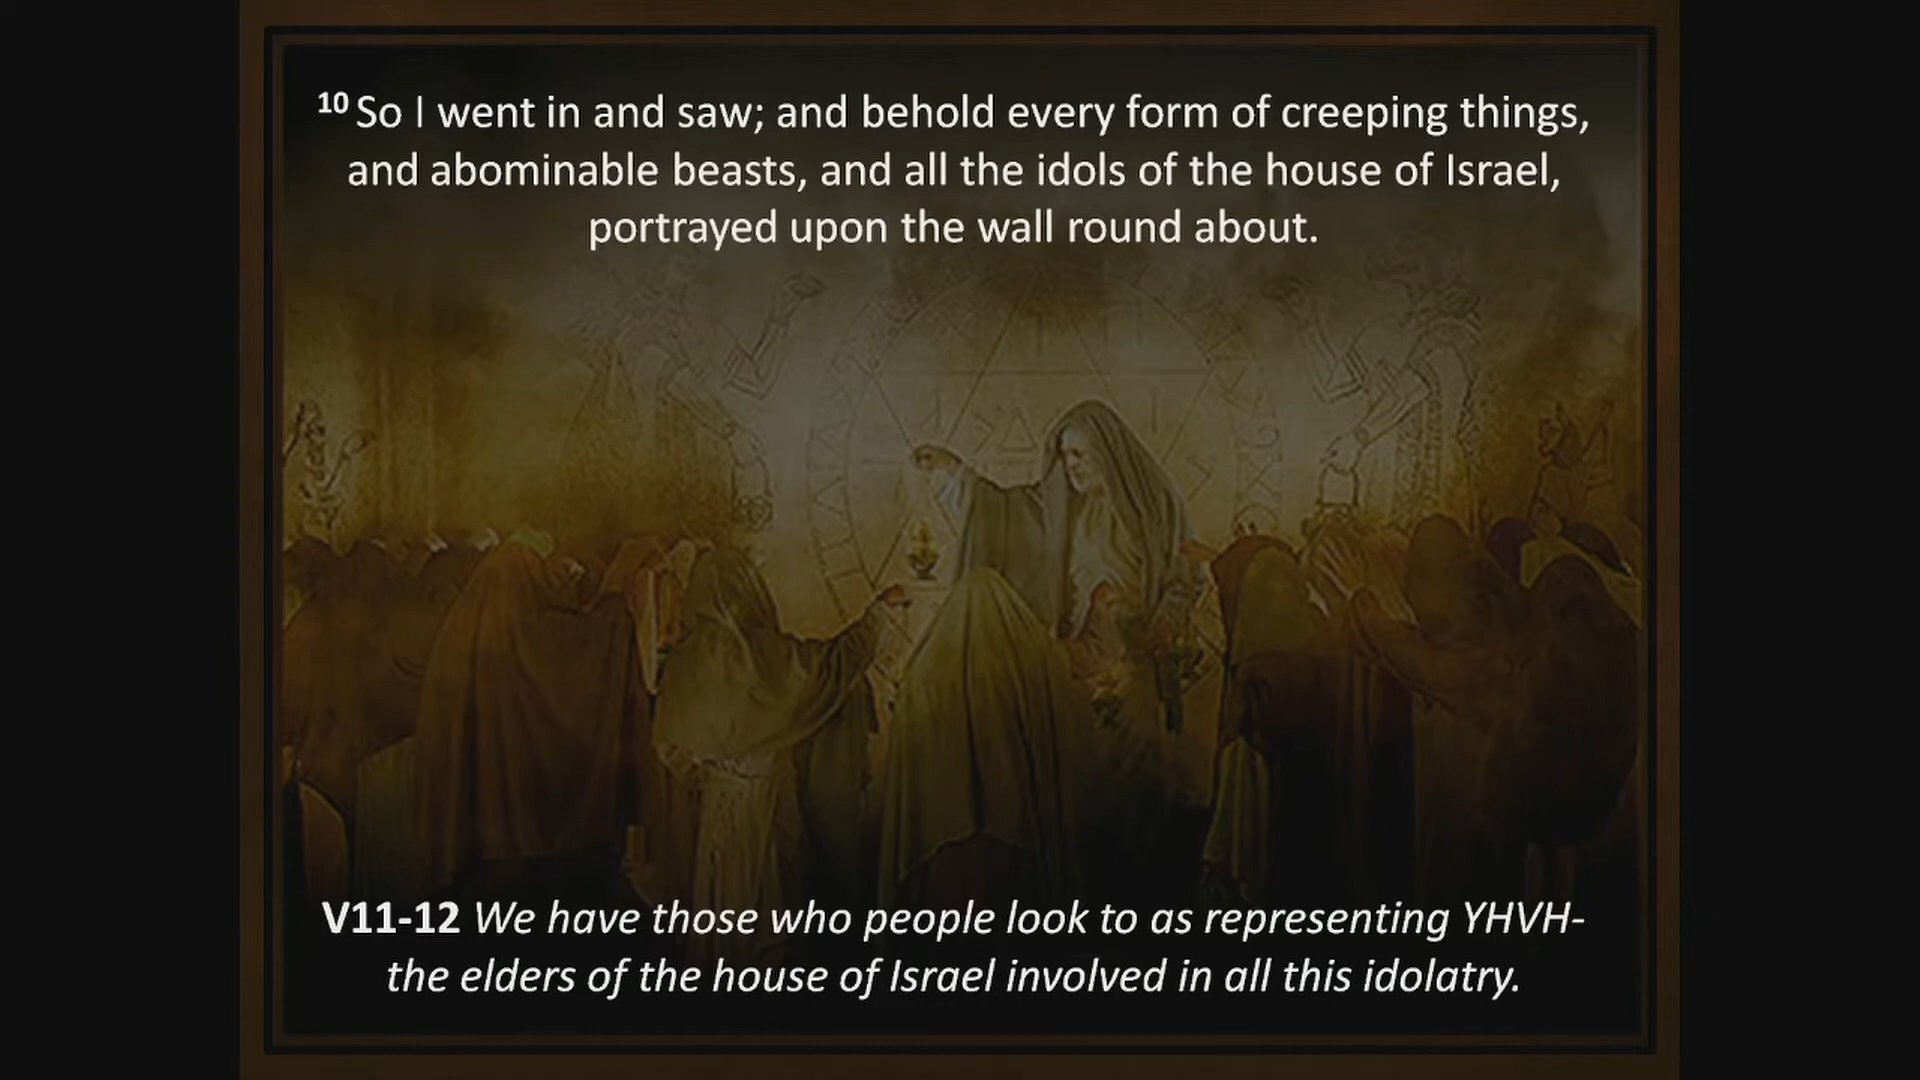 10 So I went in and saw; and behold every form of creeping things,
and abominable beasts, and all the idols of the house of Israel,
portrayed upon the wall round about.
V11-12 We have those who people look to as representing YHVH-
the elders of the house of Israel involved in all this idolatry.